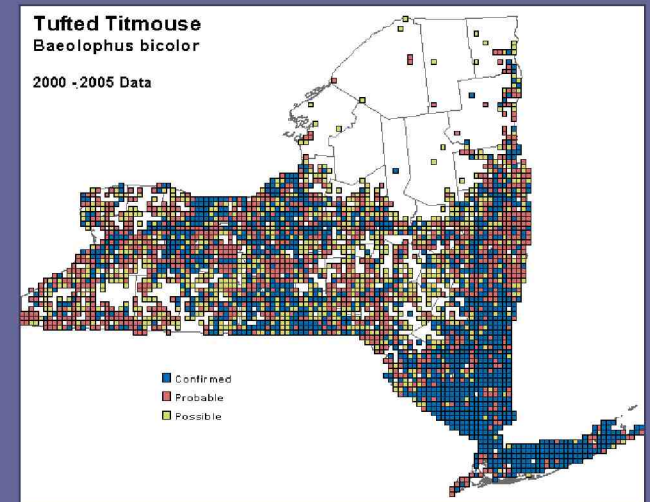 Tufted Titmouse
Baeolophus bicolor
2000 - 2005 Data
Confirmed
Probable
Possible